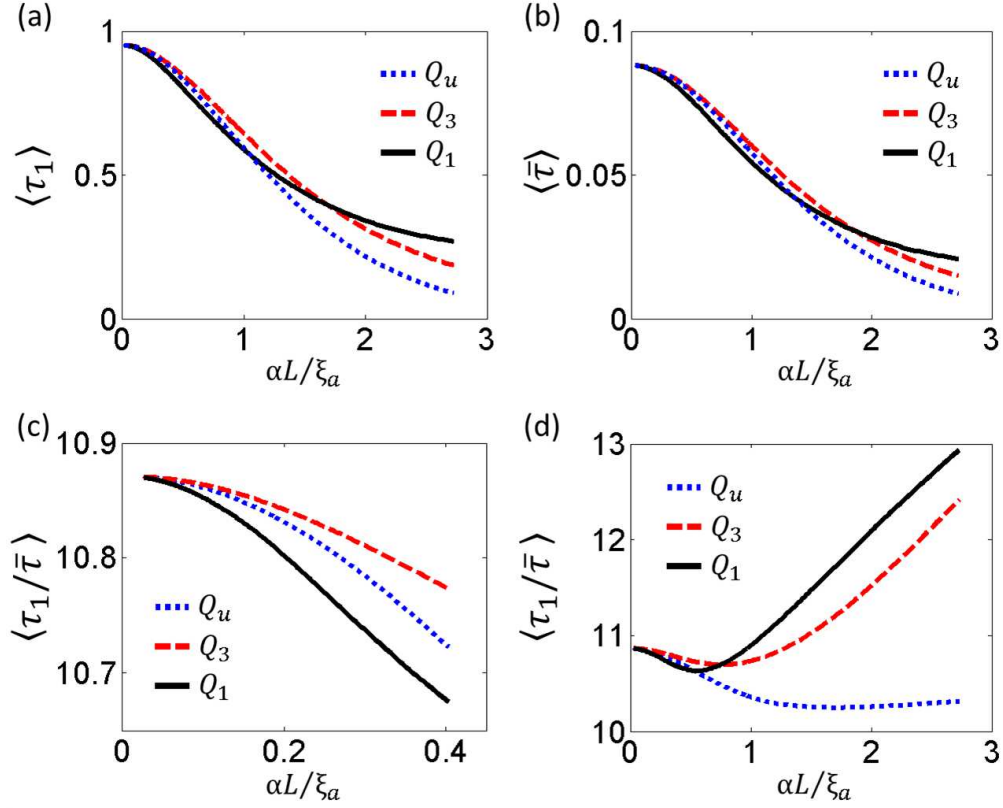 (a)
1
0.5
0
⟨τ₁⟩
0 1 2 3
αL/ξₐ
Qᵤ
Q₃
Q₁
(b)
0.1
0.05
0
⟨τ̄⟩
0 1 2 3
αL/ξₐ
Qᵤ
Q₃
Q₁
(c)
10.9
10.8
10.7
⟨τ₁/τ̄⟩
Qᵤ
Q₃
Q₁
0 0.2 0.4
αL/ξₐ
(d)
13
12
11
10
⟨τ₁/τ̄⟩
Qᵤ
Q₃
Q₁
0 1 2 3
αL/ξₐ